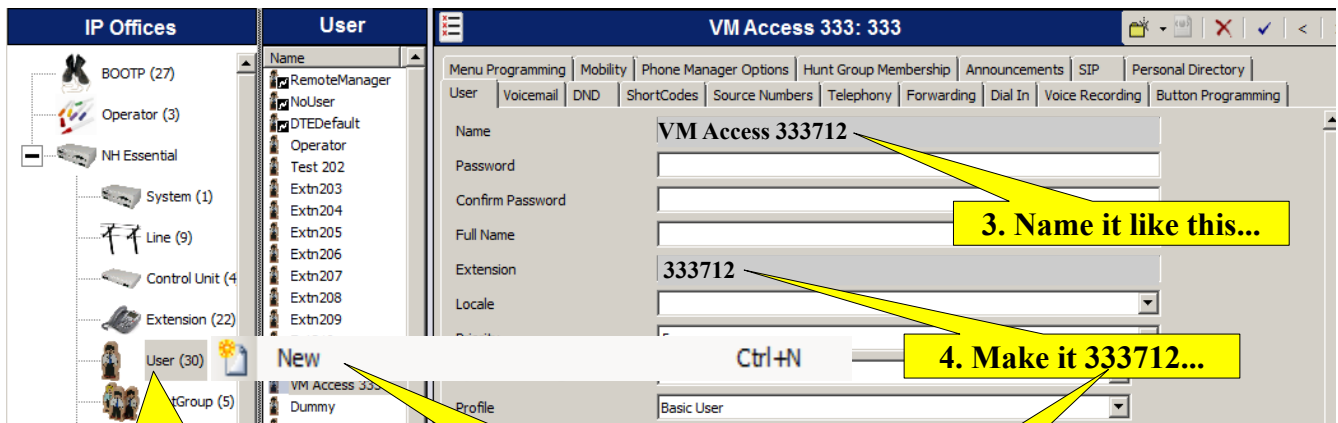 IP Offices
BOOTP (27)
Operator (3)
NH Essential
System (1)
Line (9)
Control Unit (4
Extension (22)
User (30)
Group (5)
User
Name
RemoteManager
NoUser
DTEDefault
Operator
Test 202
Extn203
Extn204
Extn205
Extn206
Extn207
Extn208
Extn209
New Ctrl+N
VM Access 333
Dummy
VM Access 333: 333
Menu Programming Mobility Phone Manager Options Hunt Group Membership Announcements SIP Personal Directory
User Voicemail DND ShortCodes Source Numbers Telephony Forwarding Dial In Voice Recording Button Programming
Name VM Access 333712
Password
Confirm Password
3. Name it like this...
Full Name
Extension 333712
Locale
4. Make it 333712...
Profile Basic User